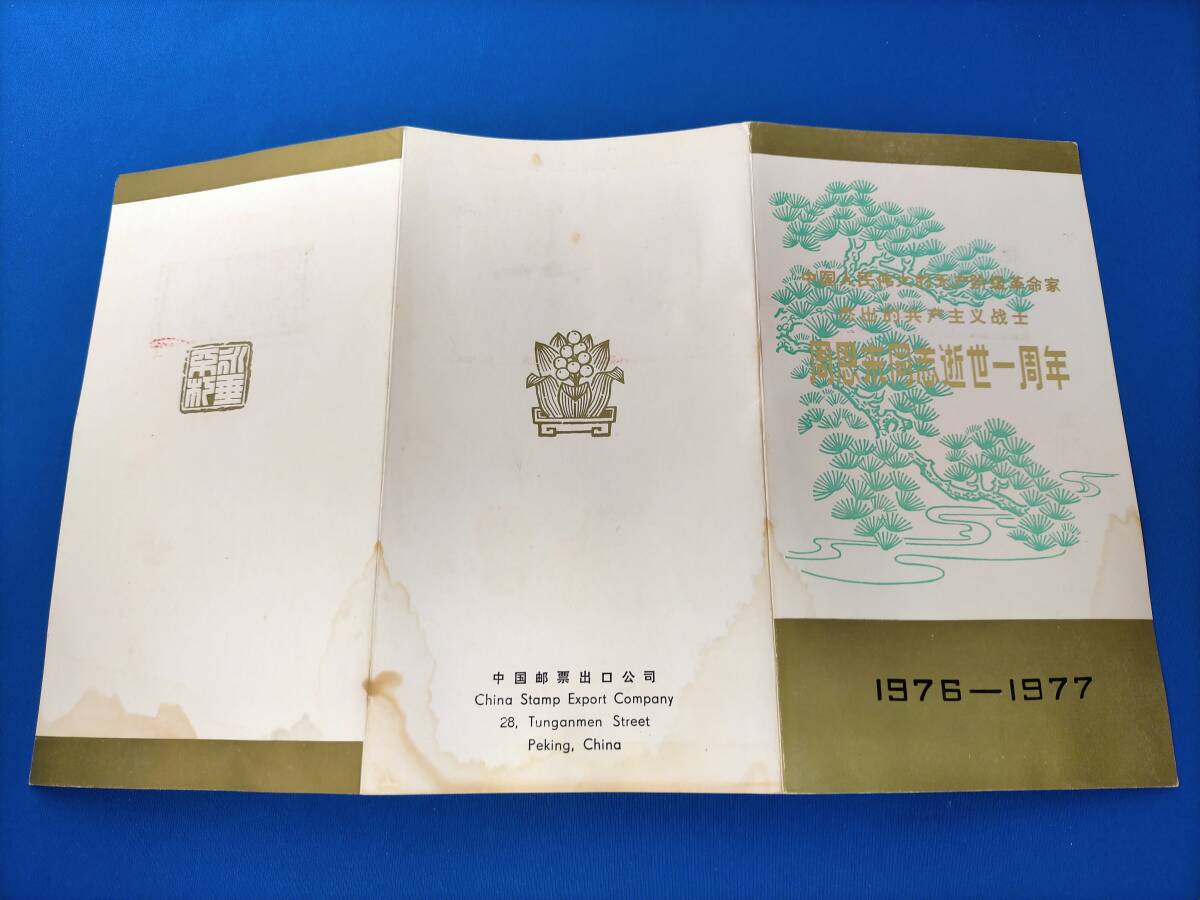 永垂
不朽
中国邮票出口公司
China Stamp Export Company
28, Tunganmen Street
Peking, China
中国人民伟大的无产阶级革命家
杰出的共产主义战士
周恩来同志逝世一周年
1976—1977